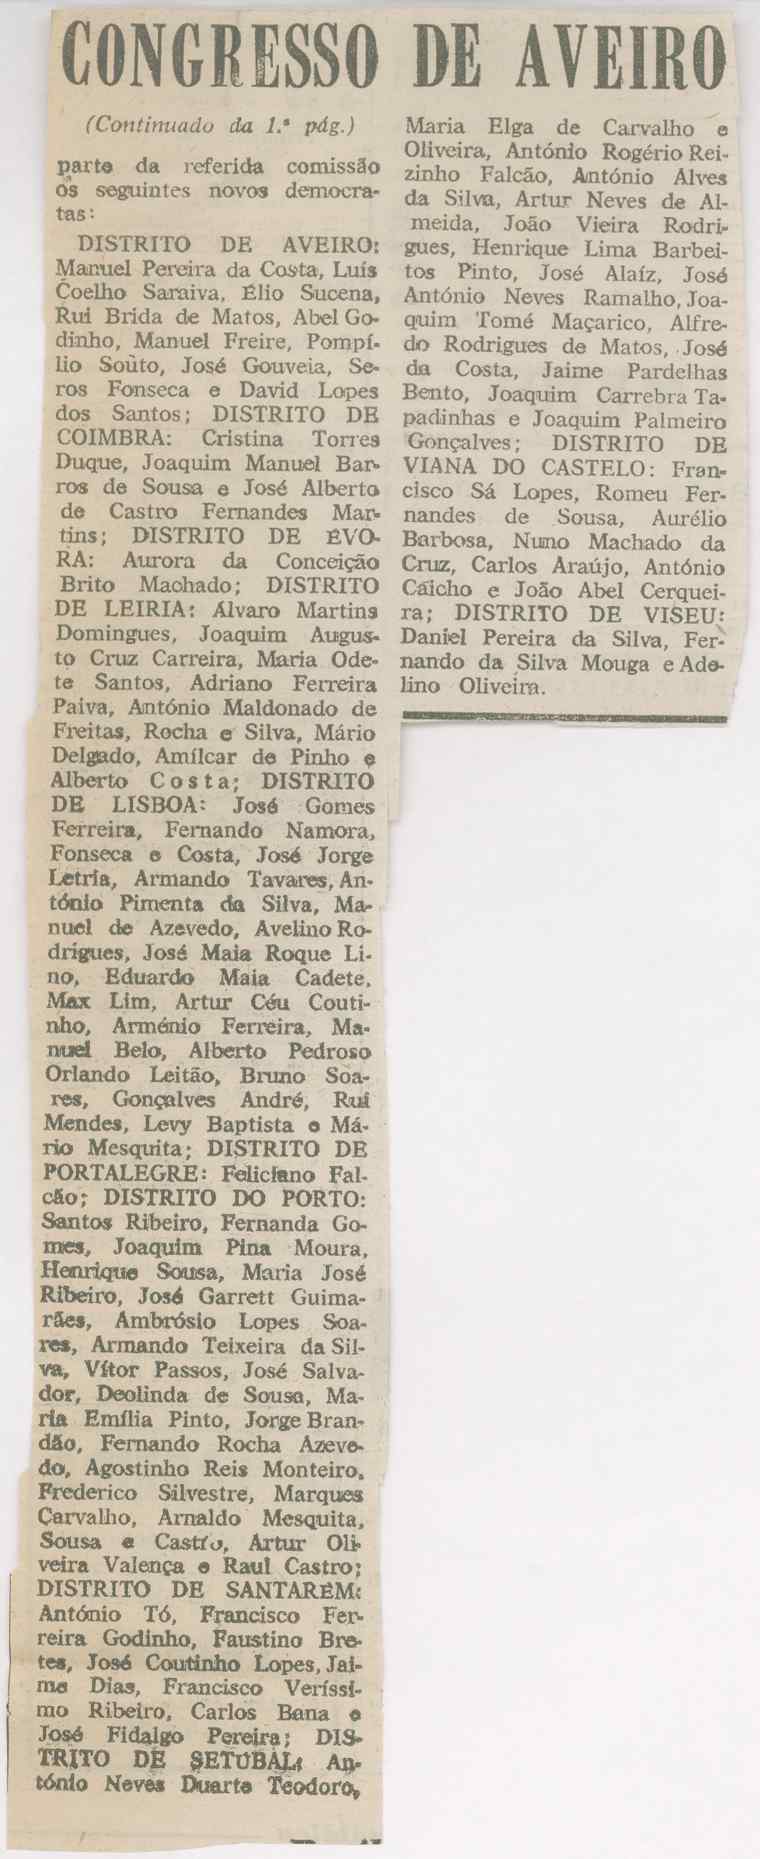 CONGRESSO DE AVEIRO
(Continuado da 1.ª pág.)
parte da referida comissão
os seguintes novos democra-
tas:
DISTRITO DE AVEIRO:
Manuel Pereira da Costa, Luís
Coelho Saraiva, Élio Sucena,
Rui Brida de Matos, Abel Go-
dinho, Manuel Freire, Pompí-
lio Souto, José Gouveia, Se-
ros Fonseca e David Lopes
dos Santos; DISTRITO DE
COIMBRA: Cristina Torres
Duque, Joaquim Manuel Bar-
ros de Sousa e José Alberto
de Castro Fernandes Mar-
tins; DISTRITO DE ÉVO-
RA: Aurora da Conceição
Brito Machado; DISTRITO
DE LEIRIA: Álvaro Martins
Domingues, Joaquim Augus-
to Cruz Carreira, Maria Ode-
te Santos, Adriano Ferreira
Paiva, António Maldonado de
Freitas, Rocha e Silva, Mário
Delgado, Amílcar de Pinho e
Alberto Costa; DISTRITO
DE LISBOA: José Gomes
Ferreira, Fernando Namora,
Fonseca e Costa, José Jorge
Letria, Armando Tavares, An-
tónio Pimenta da Silva, Ma-
nuel de Azevedo, Avelino Ro-
drigues, José Maia Roque Li-
no, Eduardo Maia Cadete,
Max Lim, Artur Céu Couti-
nho, Arménio Ferreira, Ma-
nuel Belo, Alberto Pedroso
Orlando Leitão, Bruno Soa-
res, Gonçalves André, Rui
Mendes, Levy Baptista e Má-
rio Mesquita; DISTRITO DE
PORTALEGRE: Feliciano Fal-
cão; DISTRITO DO PORTO:
Santos Ribeiro, Fernanda Go-
mes, Joaquim Pina Moura,
Henrique Sousa, Maria José
Ribeiro, José Garrett Guima-
rães, Ambrósio Lopes Soa-
res, Armando Teixeira da Sil-
va, Vítor Passos, José Salva-
dor, Deolinda de Sousa, Ma-
ria Emília Pinto, Jorge Bran-
dão, Fernando Rocha Azeve-
do, Agostinho Reis Monteiro,
Frederico Silvestre, Marques
Carvalho, Arnaldo Mesquita,
Sousa e Castro, Artur Oli-
veira Valença e Raul Castro;
DISTRITO DE SANTARÉM:
António Tó, Francisco Fer-
reira Godinho, Faustino Bre-
tes, José Coutinho Lopes, Jai-
me Dias, Francisco Veríssi-
mo Ribeiro, Carlos Bana e
José Fidalgo Pereira; DIS-
TRITO DE SETÚBAL: An-
tónio Neves Duarte Teodoro,
Maria Elga de Carvalho e
Oliveira, António Rogério Rei-
zinho Falcão, António Alves
da Silva, Artur Neves de Al-
meida, João Vieira Rodri-
gues, Henrique Lima Barbei-
tos Pinto, José Alaíz, José
António Neves Ramalho, Joa-
quim Tomé Maçarico, Alfre-
do Rodrigues de Matos, José
da Costa, Jaime Pardelhas
Bento, Joaquim Carrebra Ta-
padinhas e Joaquim Palmeiro
Gonçalves; DISTRITO DE
VIANA DO CASTELO: Fran-
cisco Sá Lopes, Romeu Fer-
nandes de Sousa, Aurélio
Barbosa, Nuno Machado da
Cruz, Carlos Araújo, António
Caicho e João Abel Cerquei-
ra; DISTRITO DE VISEU:
Daniel Pereira da Silva, Fer-
nando da Silva Mouga e Ade-
lino Oliveira.